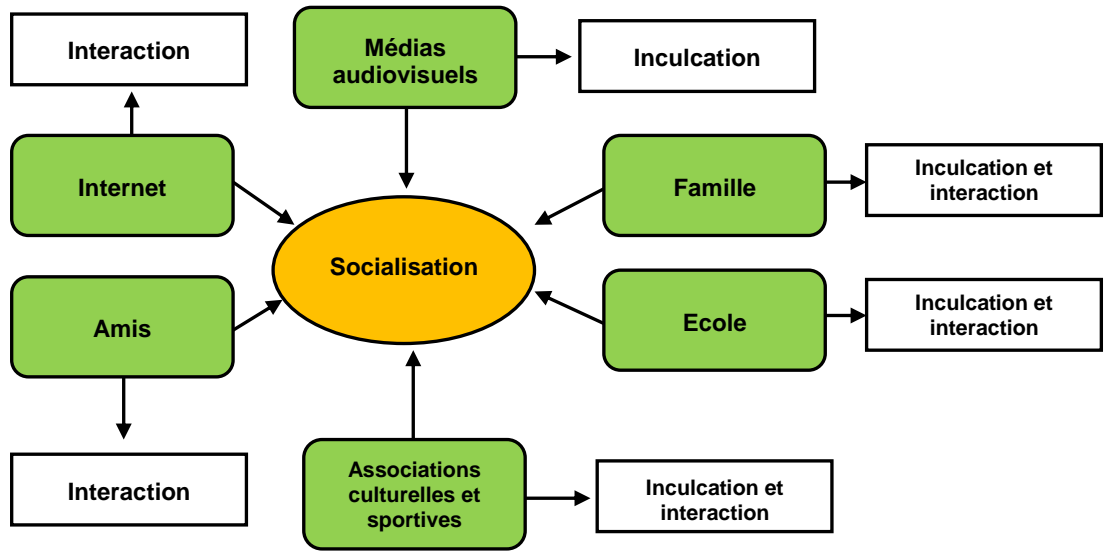 Interaction
Médias
audiovisuels
Inculcation
Internet
Famille
Inculcation et
interaction
Socialisation
Amis
Ecole
Inculcation et
interaction
Interaction
Associations
culturelles et
sportives
Inculcation et
interaction